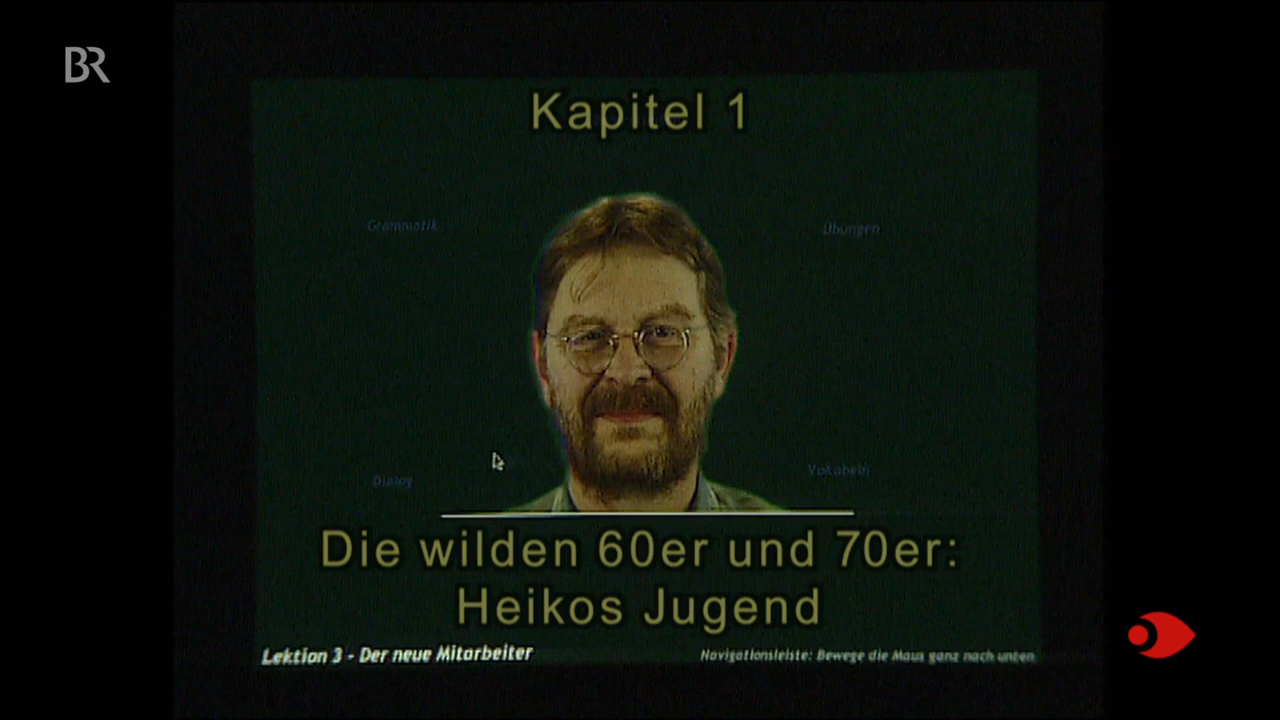 BR
Kapitel 1
Grammatik
Übungen
Dialog
Vokabeln
Die wilden 60er und 70er:
Heikos Jugend
Lektion 3 - Der neue Mitarbeiter
Navigationsleiste: Bewege die Maus ganz nach unten